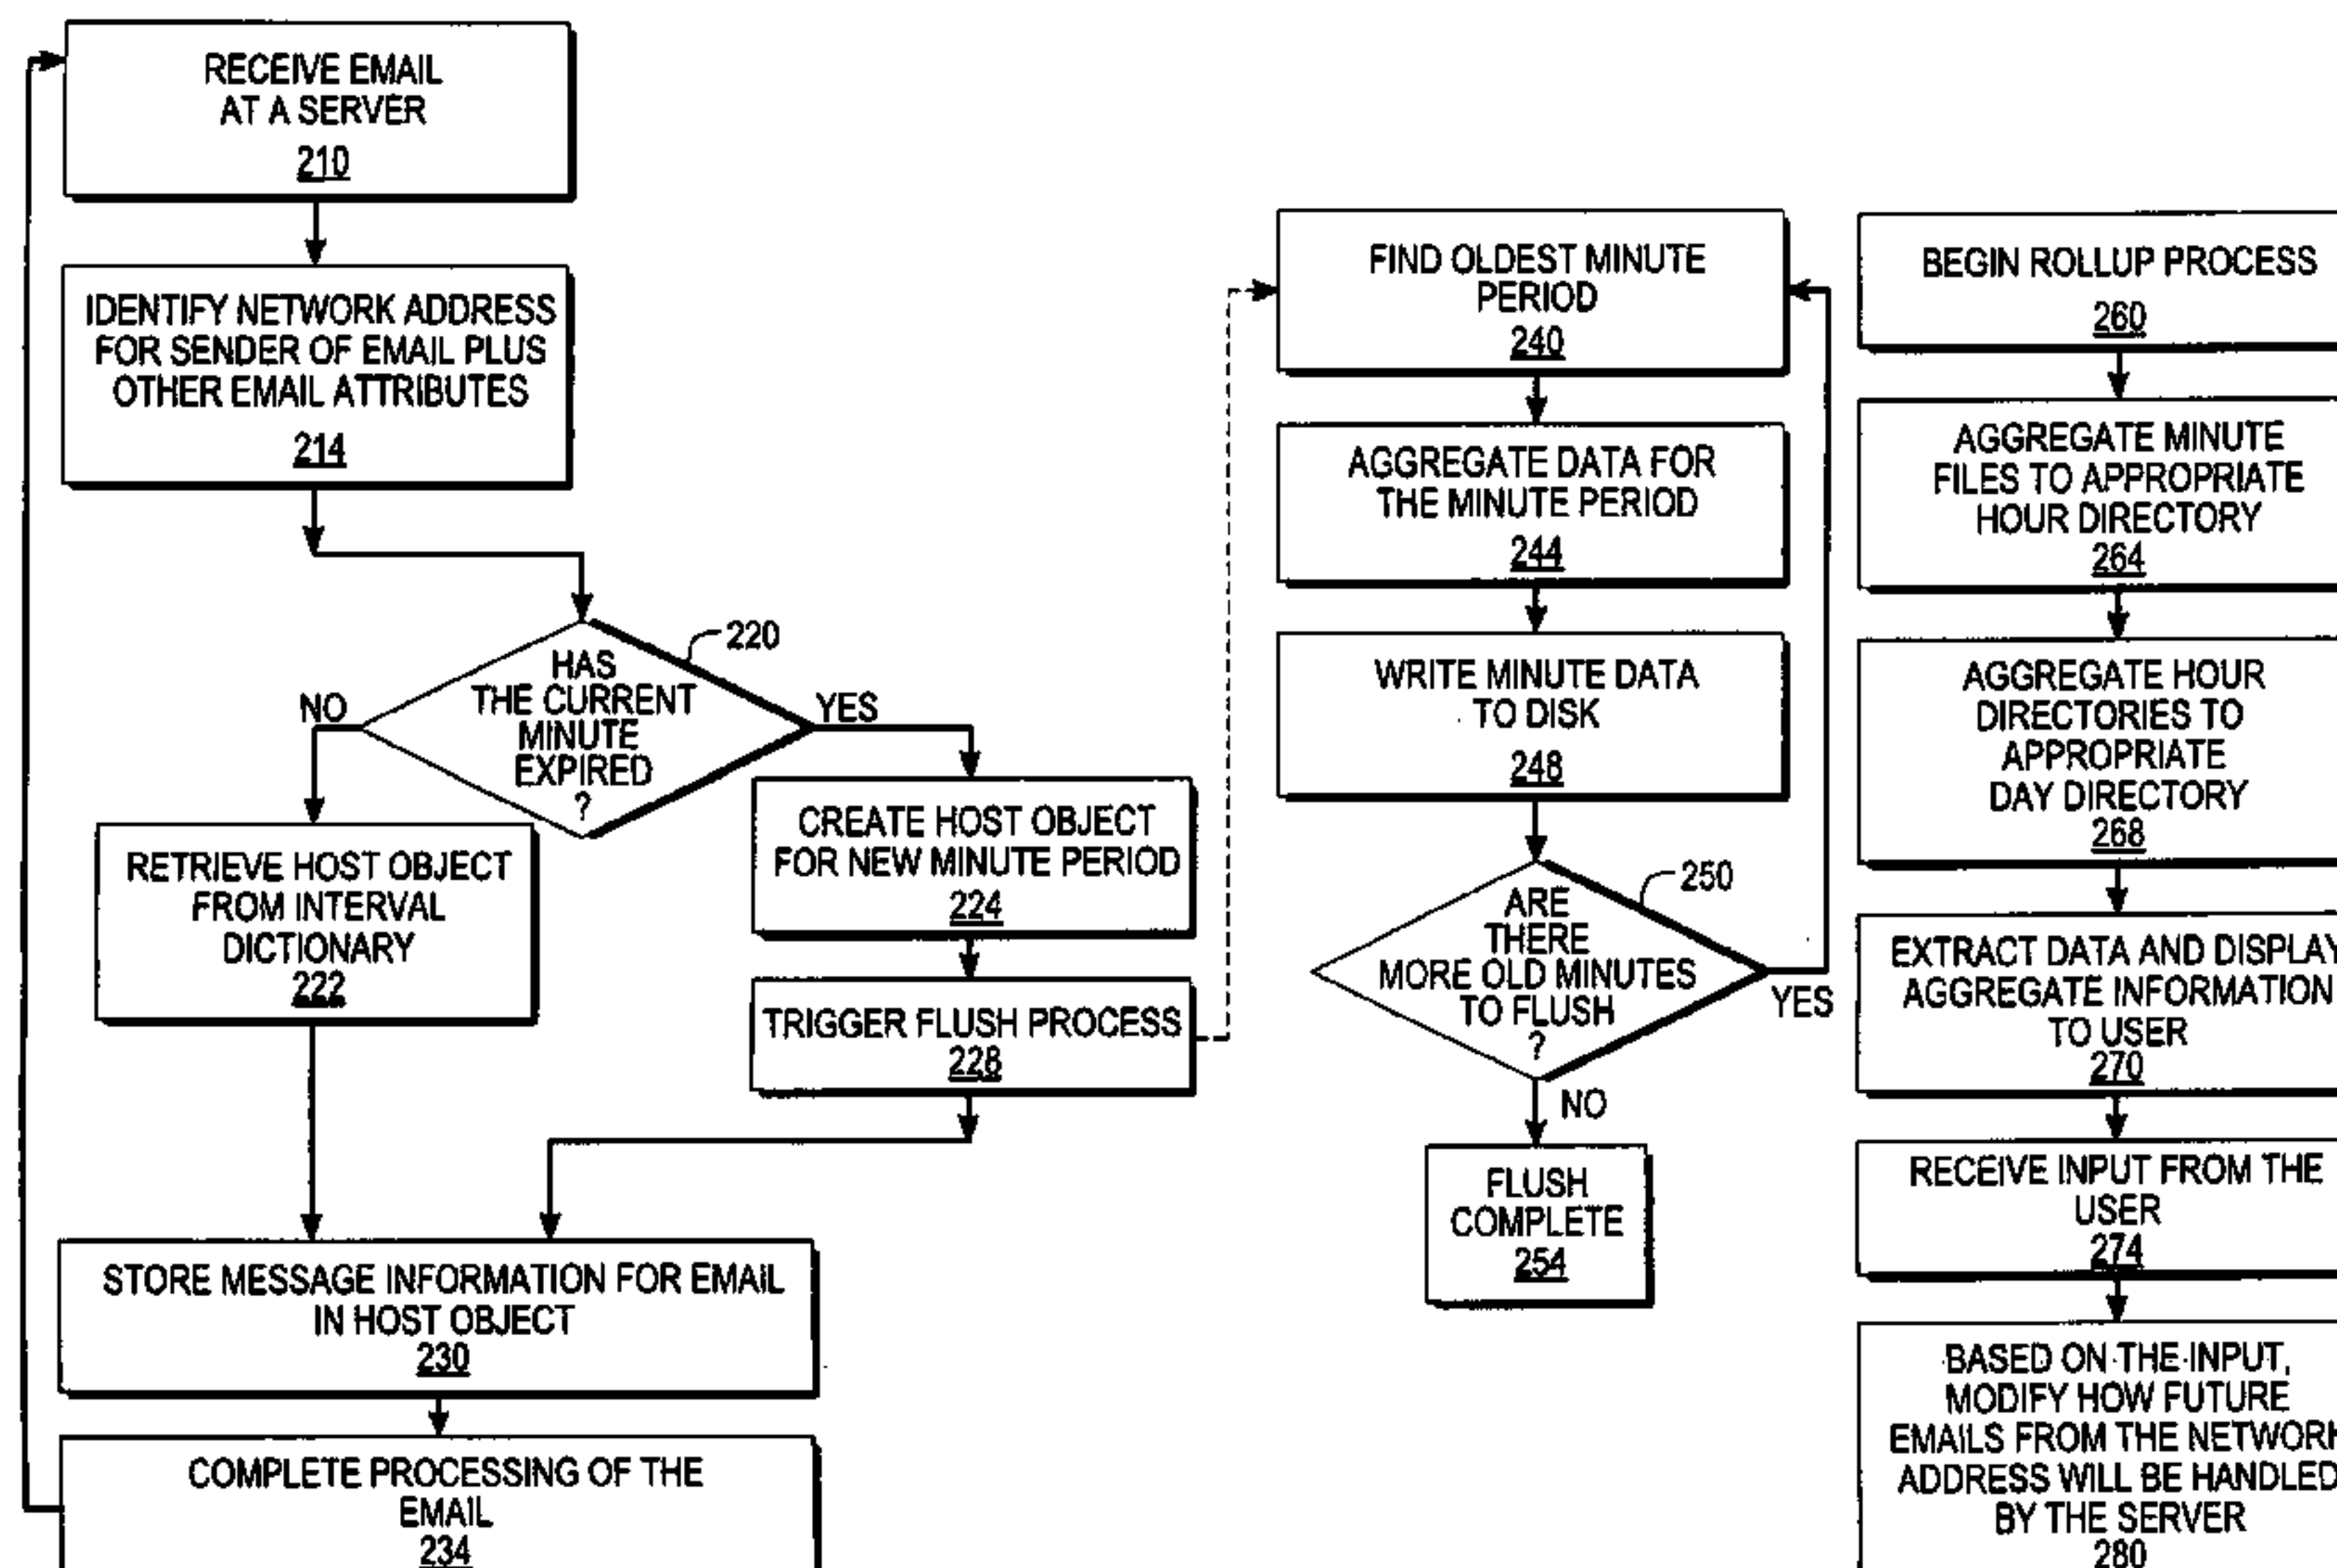 RECEIVE EMAIL
AT A SERVER
210
IDENTIFY NETWORK ADDRESS
FOR SENDER OF EMAIL PLUS
OTHER EMAIL ATTRIBUTES
214
HAS
THE CURRENT
MINUTE
EXPIRED
?
220
NO
YES
RETRIEVE HOST OBJECT
FROM INTERVAL
DICTIONARY
222
CREATE HOST OBJECT
FOR NEW MINUTE PERIOD
224
TRIGGER FLUSH PROCESS
228
STORE MESSAGE INFORMATION FOR EMAIL
IN HOST OBJECT
230
COMPLETE PROCESSING OF THE
EMAIL
234
FIND OLDEST MINUTE
PERIOD
240
AGGREGATE DATA FOR
THE MINUTE PERIOD
244
WRITE MINUTE DATA
TO DISK
248
ARE
THERE
MORE OLD MINUTES
TO FLUSH
?
250
YES
NO
FLUSH
COMPLETE
254
BEGIN ROLLUP PROCESS
260
AGGREGATE MINUTE
FILES TO APPROPRIATE
HOUR DIRECTORY
264
AGGREGATE HOUR
DIRECTORIES TO
APPROPRIATE
DAY DIRECTORY
268
EXTRACT DATA AND DISPLAY
AGGREGATE INFORMATION
TO USER
270
RECEIVE INPUT FROM THE
USER
274
BASED ON THE INPUT,
MODIFY HOW FUTURE
EMAILS FROM THE NETWORK
ADDRESS WILL BE HANDLED
BY THE SERVER
280